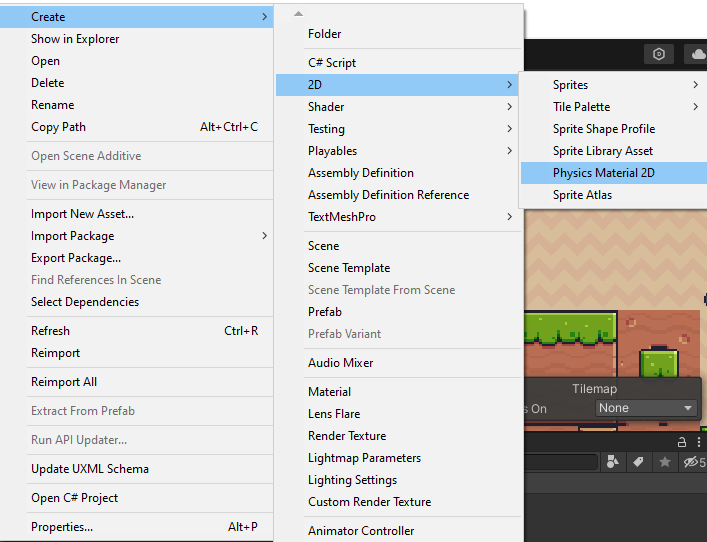 Create
Show in Explorer
Open
Delete
Rename
Copy Path Alt+Ctrl+C
Open Scene Additive
View in Package Manager
Import New Asset...
Import Package
Export Package...
Find References In Scene
Select Dependencies
Refresh Ctrl+R
Reimport
Reimport All
Extract From Prefab
Run API Updater...
Update UXML Schema
Open C# Project
Properties... Alt+P
Folder
C# Script
2D
Shader
Testing
Playables
Assembly Definition
Assembly Definition Reference
TextMeshPro
Scene
Scene Template
Scene Template From Scene
Prefab
Prefab Variant
Audio Mixer
Material
Lens Flare
Render Texture
Lightmap Parameters
Lighting Settings
Custom Render Texture
Animator Controller
Sprites
Tile Palette
Sprite Shape Profile
Sprite Library Asset
Physics Material 2D
Sprite Atlas
Tilemap
s On None
5